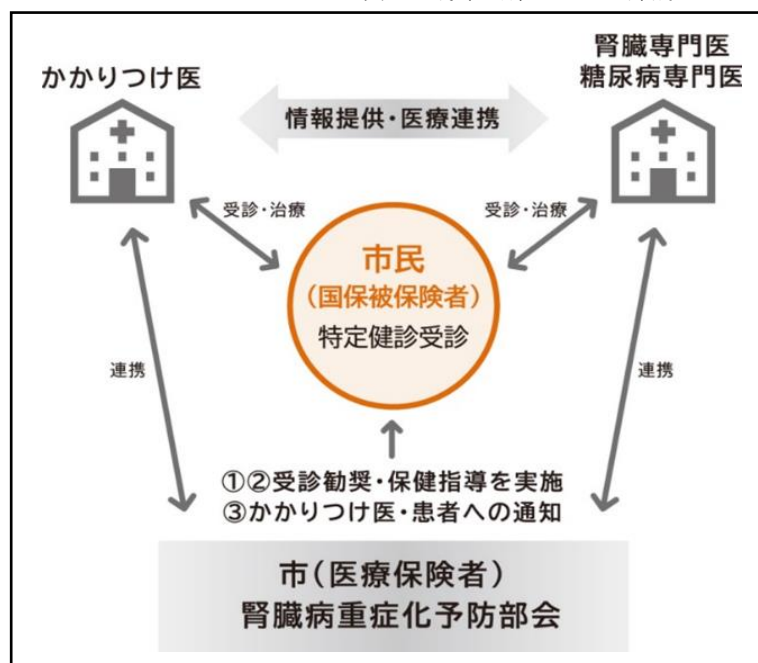 かかりつけ医
腎臓専門医
糖尿病専門医
情報提供・医療連携
受診・治療
受診・治療
市民
（国保被保険者）
特定健診受診
連携
連携
①②受診勧奨・保健指導を実施
③かかりつけ医・患者への通知
市（医療保険者）
腎臓病重症化予防部会